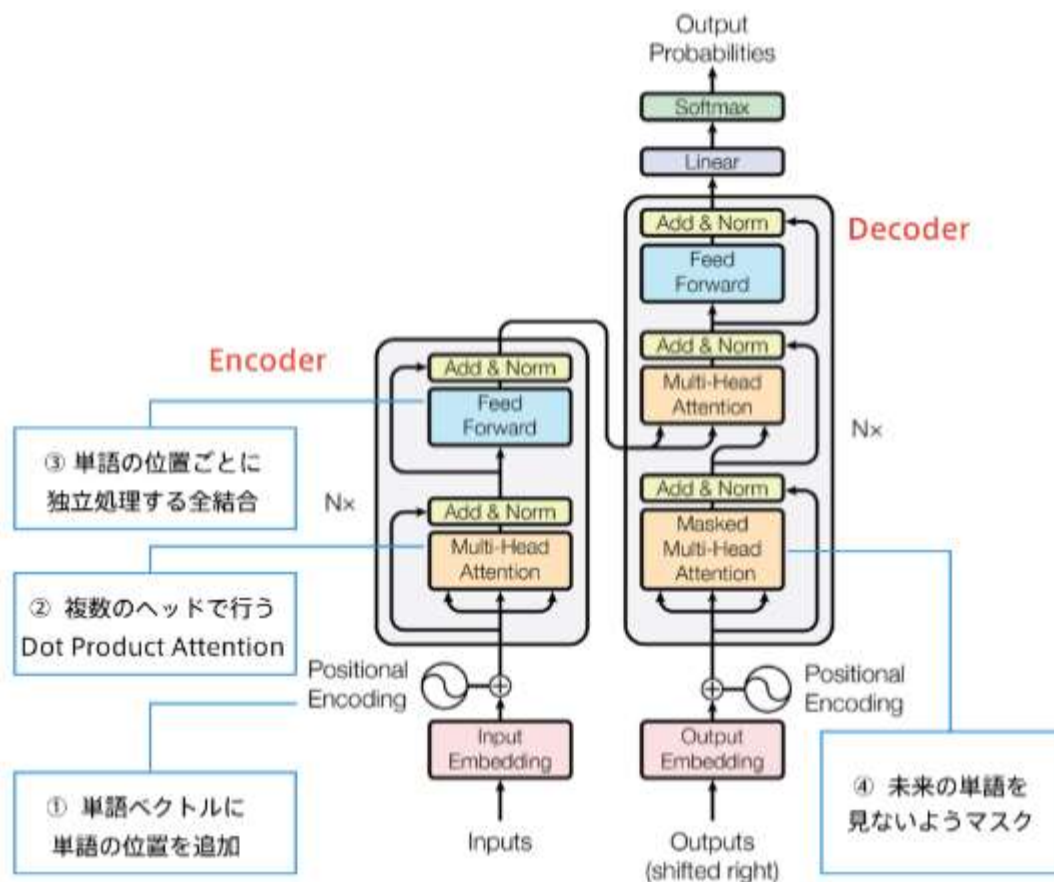 Output
Probabilities
Softmax
Linear
Decoder
Add & Norm
Feed
Forward
Add & Norm
Multi-Head
Attention
Nx
Add & Norm
Masked
Multi-Head
Attention
Encoder
Add & Norm
Feed
Forward
③ 単語の位置ごとに
独立処理する全結合
Nx
Add & Norm
Multi-Head
Attention
② 複数のヘッドで行う
Dot Product Attention
Positional
Encoding
Positional
Encoding
Input
Embedding
Output
Embedding
① 単語ベクトルに
単語の位置を追加
④ 未来の単語を
見ないようマスク
Inputs
Outputs
(shifted right)